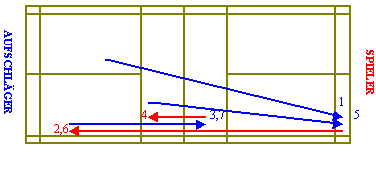 AUFSCHLÄGER
SPIELER
1
4
3,7
5
2,6